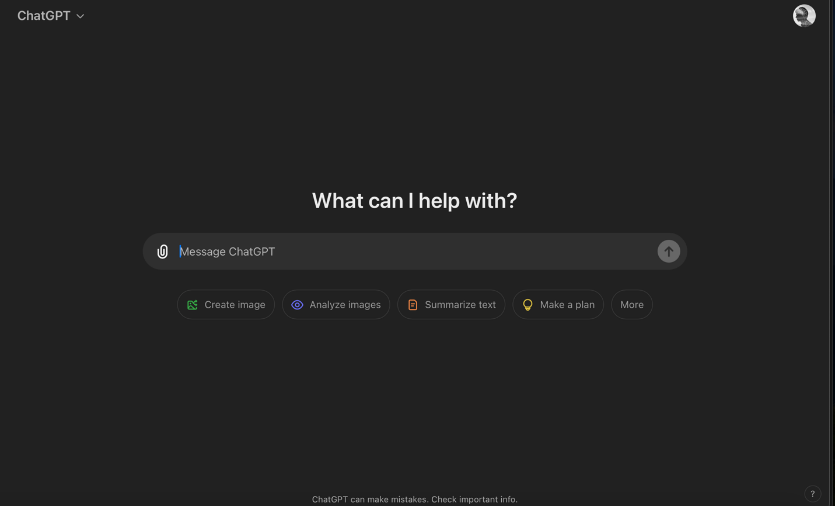 ChatGPT
What can I help with?
Message ChatGPT
Create image Analyze images Summarize text Make a plan More
ChatGPT can make mistakes. Check important info. ?